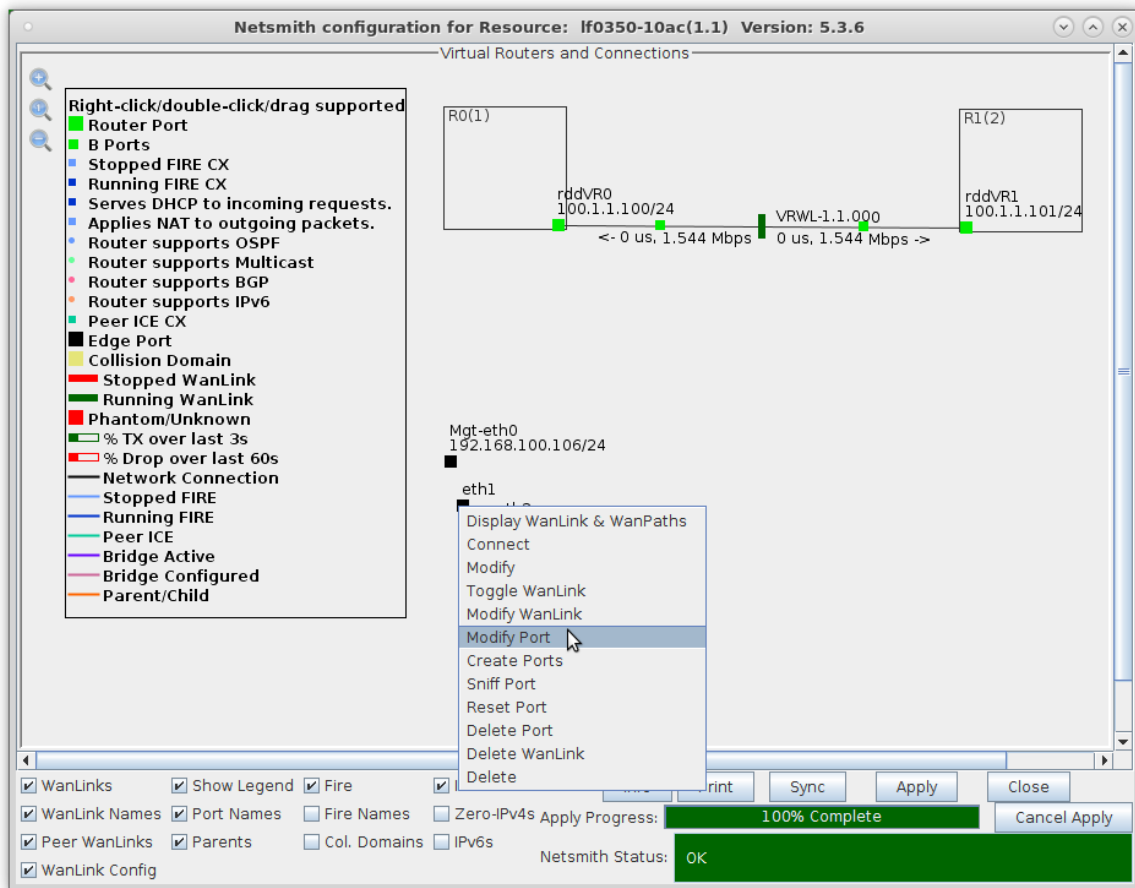 Netsmith configuration for Resource:  lf0350-10ac(1.1)  Version: 5.3.6
Virtual Routers and Connections
Right-click/double-click/drag supported
Router Port
B Ports
Stopped FIRE CX
Running FIRE CX
Serves DHCP to incoming requests.
Applies NAT to outgoing packets.
Router supports OSPF
Router supports Multicast
Router supports BGP
Router supports IPv6
Peer ICE CX
Edge Port
Collision Domain
Stopped WanLink
Running WanLink
Phantom/Unknown
% TX over last 3s
% Drop over last 60s
Network Connection
Stopped FIRE
Running FIRE
Peer ICE
Bridge Active
Bridge Configured
Parent/Child
R0(1)
rddVR0
100.1.1.100/24
<- 0 us, 1.544 Mbps
VRWL-1.1.000
0 us, 1.544 Mbps ->
R1(2)
rddVR1
100.1.1.101/24
Mgt-eth0
192.168.100.106/24
eth1
Display WanLink & WanPaths
Connect
Modify
Toggle WanLink
Modify WanLink
Modify Port
Create Ports
Sniff Port
Reset Port
Delete Port
Delete WanLink
Delete
WanLinks Show Legend Fire
Sync Apply Close
WanLink Names Port Names Fire Names Zero-IPv4s Apply Progress: 100% Complete Cancel Apply
Peer WanLinks Parents Col. Domains IPv6s
Netsmith Status: OK
WanLink Config